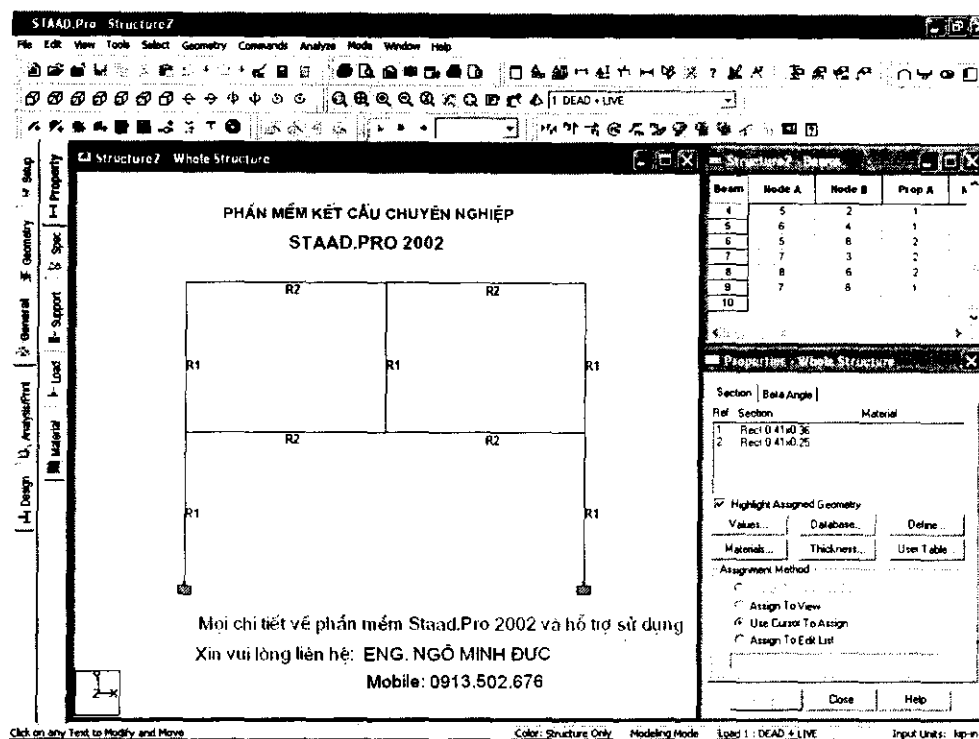 STAAD.Pro Structure2
File Edit View Tools Select Geometry Commands Analyze Mode Window Help
1 DEAD + LIVE
Setup
Geometry
General
Analysis/Print
Design
Property
Spec
Support
Load
Material
Structure2 Whole Structure
PHẦN MỀM KẾT CẤU CHUYÊN NGHIỆP
STAAD.PRO 2002
R2 R2
R1 R1 R1
R2 R2
R1 R1
Mọi chi tiết về phần mềm Staad.Pro 2002 và hỗ trợ sử dụng
Xin vui lòng liên hệ: ENG. NGÔ MINH ĐỨC
Mobile: 0913.502.676
Y
Z X
Structure2 - Beams
Beam Node A Node B Prop A
4 5 2 1
5 6 4 1
6 5 8 2
7 7 3 2
8 8 6 2
9 7 8 1
10
Properties - Whole Structure
Section Beta Angle
Ref Section Material
1 Rect 0.41x0.36
2 Rect 0.41x0.25
Highlight Assigned Geometry
Values... Database... Define...
Materials... Thickness... User Table
Assignment Method
Assign To View
Use Cursor To Assign
Assign To Edit List
Close Help
Click on any Text to Modify and Move Color: Structure Only Modeling Mode Load 1 : DEAD + LIVE Input Units: kip-in